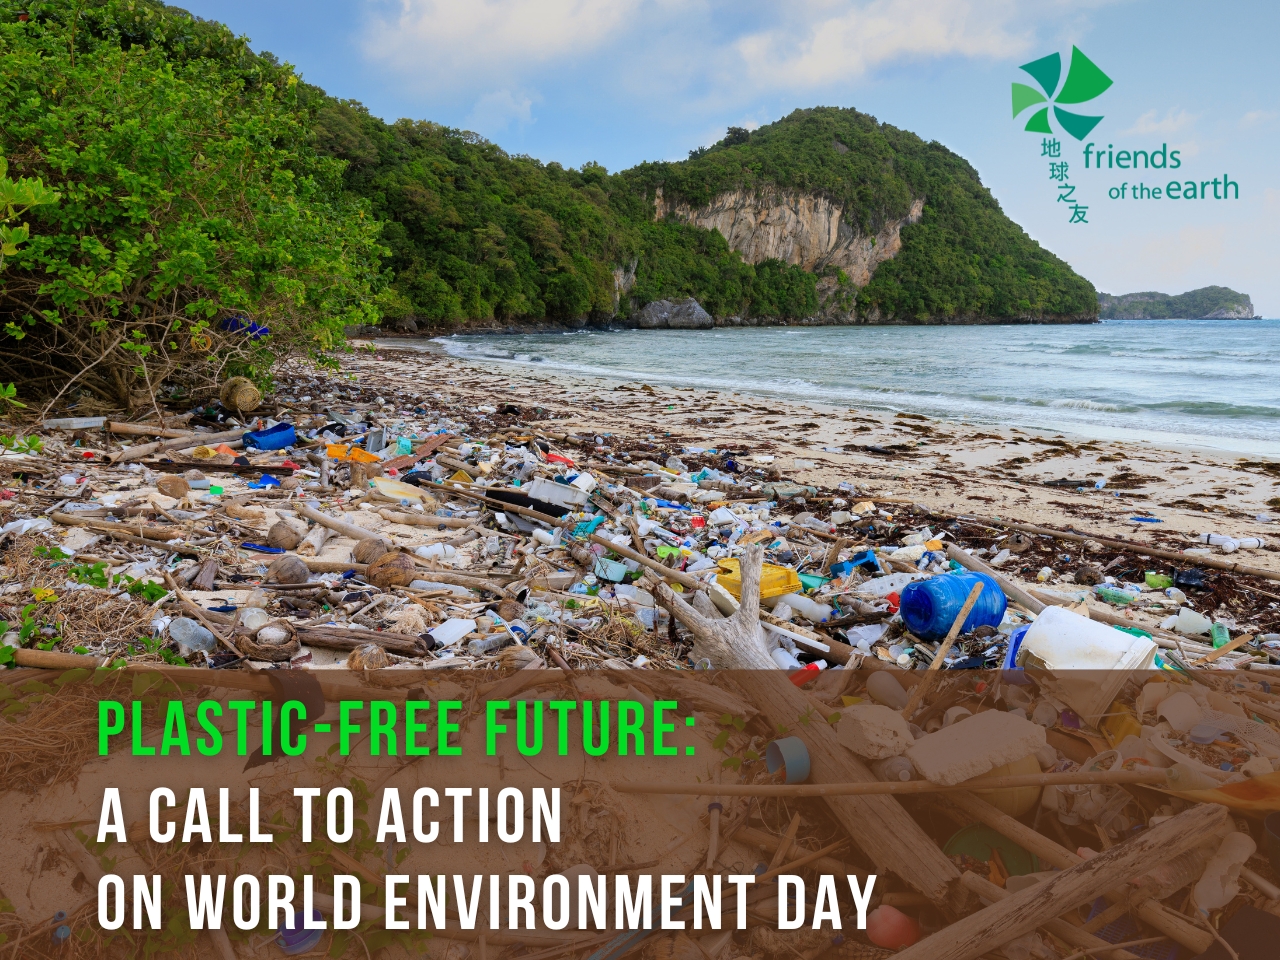 地球之友
friends
of the earth
PLASTIC-FREE FUTURE:
A CALL TO ACTION
ON WORLD ENVIRONMENT DAY